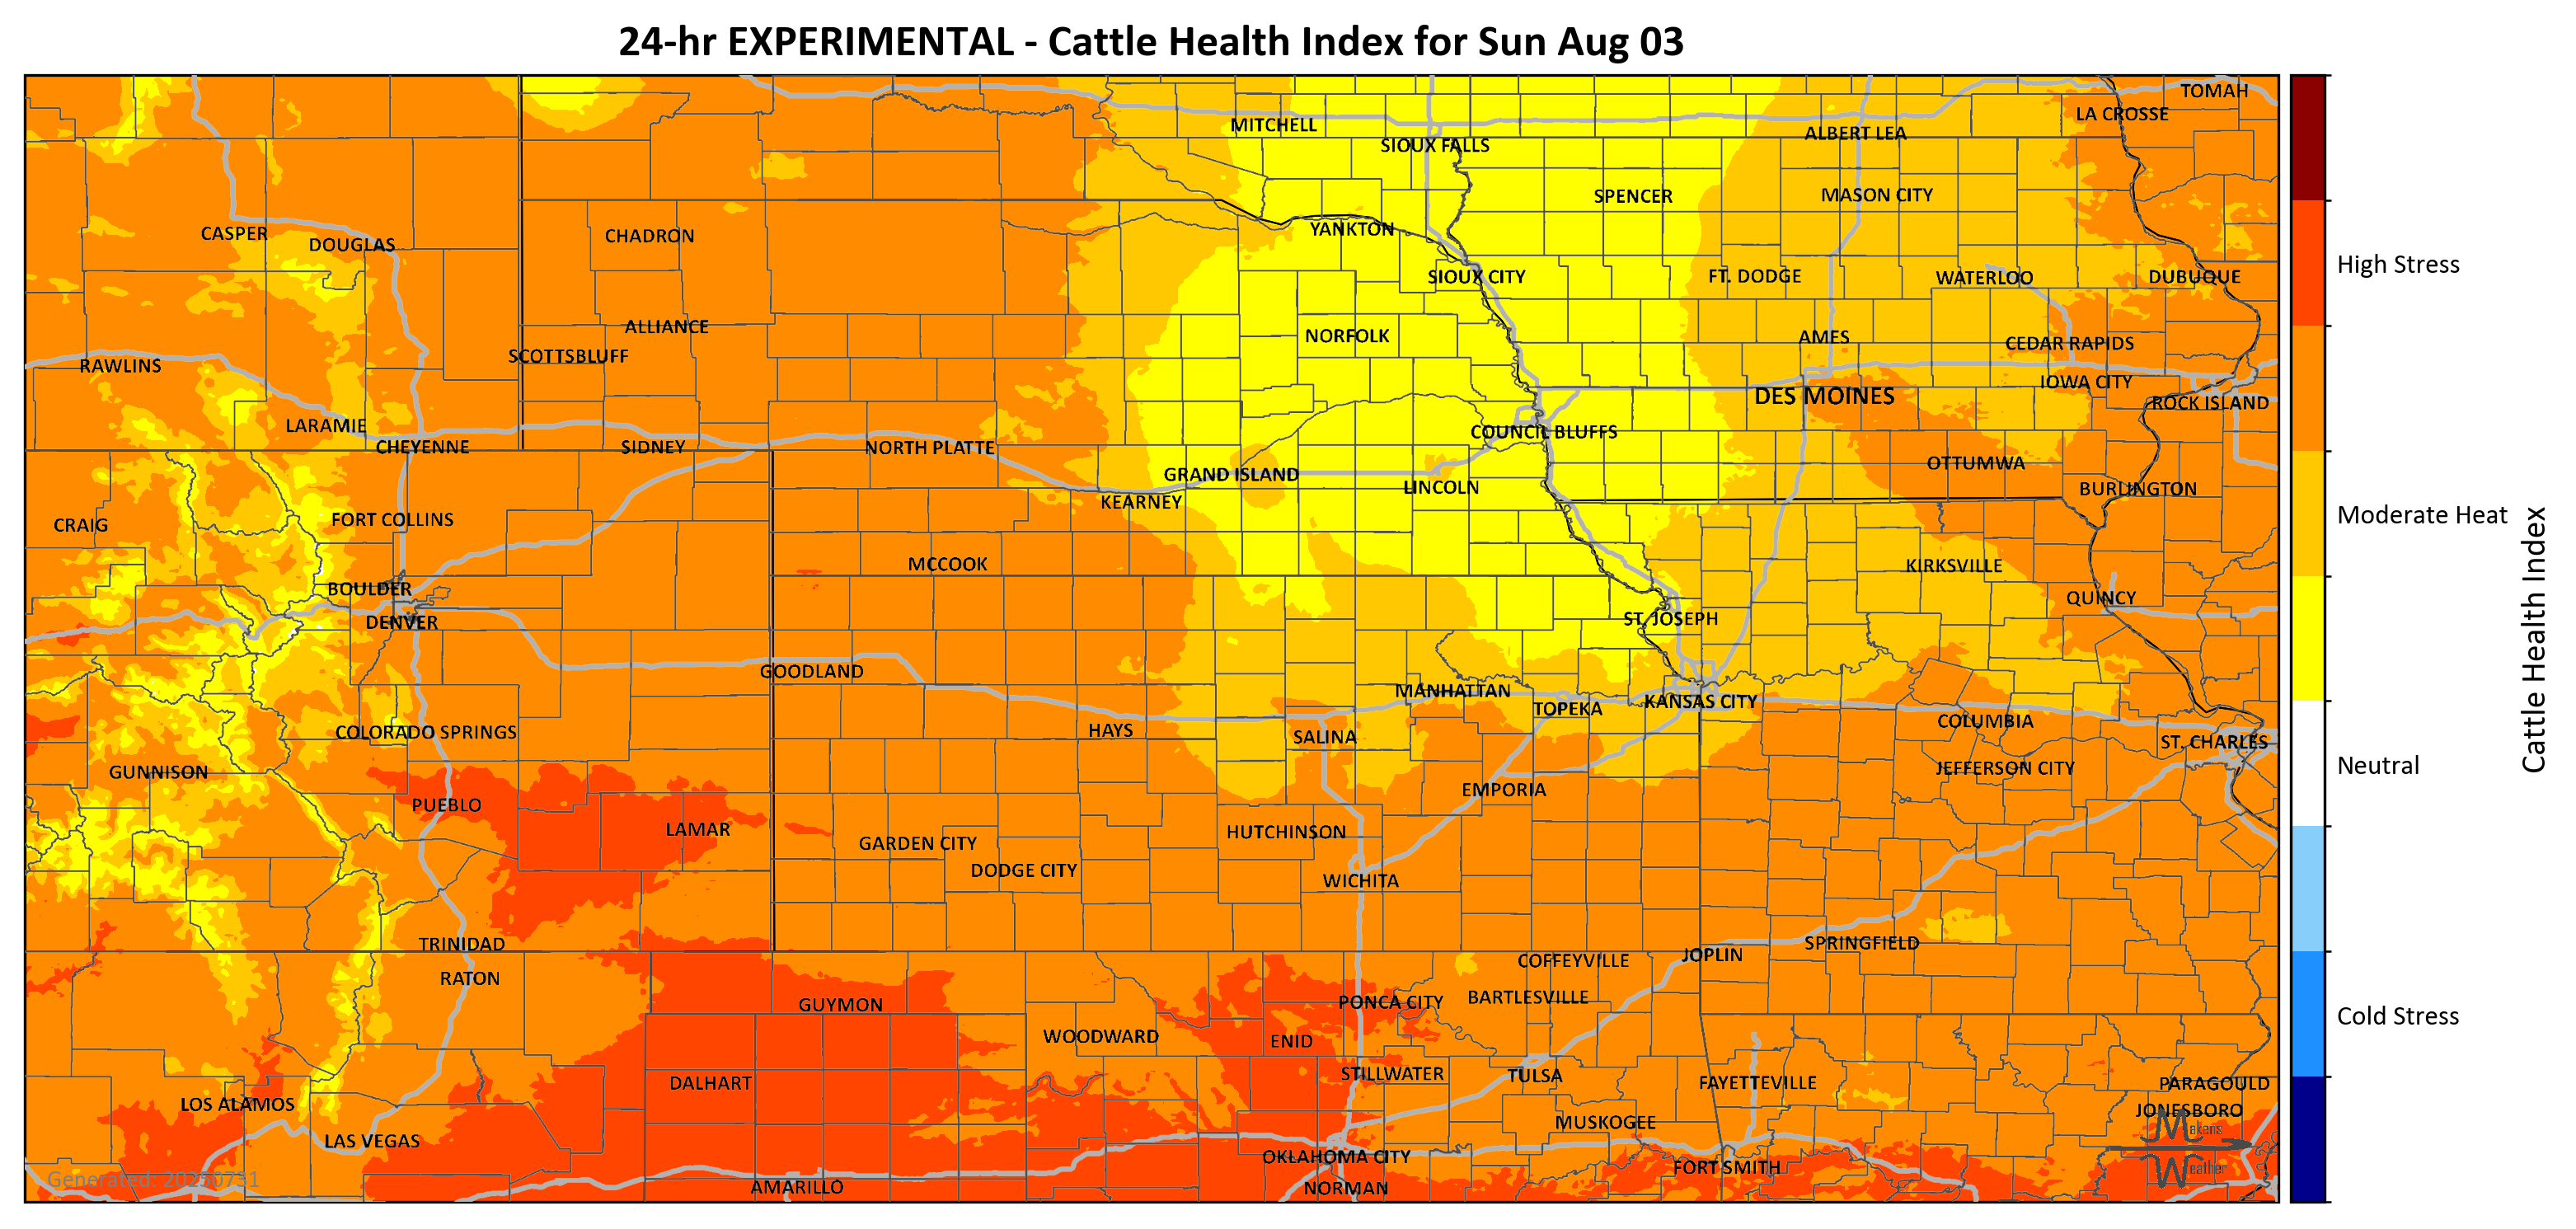 24-hr EXPERIMENTAL - Cattle Health Index for Sun Aug 03
TOMAH
LA CROSSE
MITCHELL
ALBERT LEA
SIOUX FALLS
SPENCER
MASON CITY
CASPER
DOUGLAS
CHADRON
YANKTON
SIOUX CITY
FT. DODGE
WATERLOO
DUBUQUE
ALLIANCE
NORFOLK
AMES
CEDAR RAPIDS
SCOTTSBLUFF
RAWLINS
IOWA CITY
DES MOINES
ROCK ISLAND
LARAMIE
COUNCIL BLUFFS
CHEYENNE
SIDNEY
NORTH PLATTE
OTTUMWA
GRAND ISLAND
LINCOLN
BURLINGTON
KEARNEY
CRAIG
FORT COLLINS
MCCOOK
KIRKSVILLE
BOULDER
QUINCY
DENVER
ST. JOSEPH
GOODLAND
MANHATTAN
KANSAS CITY
TOPEKA
COLUMBIA
COLORADO SPRINGS
HAYS
SALINA
ST. CHARLES
GUNNISON
JEFFERSON CITY
EMPORIA
PUEBLO
LAMAR
HUTCHINSON
GARDEN CITY
DODGE CITY
WICHITA
TRINIDAD
SPRINGFIELD
JOPLIN
COFFEYVILLE
RATON
BARTLESVILLE
GUYMON
PONCA CITY
WOODWARD
ENID
STILLWATER
TULSA
DALHART
FAYETTEVILLE
PARAGOULD
LOS ALAMOS
JONESBORO
MUSKOGEE
LAS VEGAS
OKLAHOMA CITY
FORT SMITH
AMARILLO
NORMAN
Generated: 20250731
Makens
Weather
High Stress
Moderate Heat
Neutral
Cold Stress
Cattle Health Index